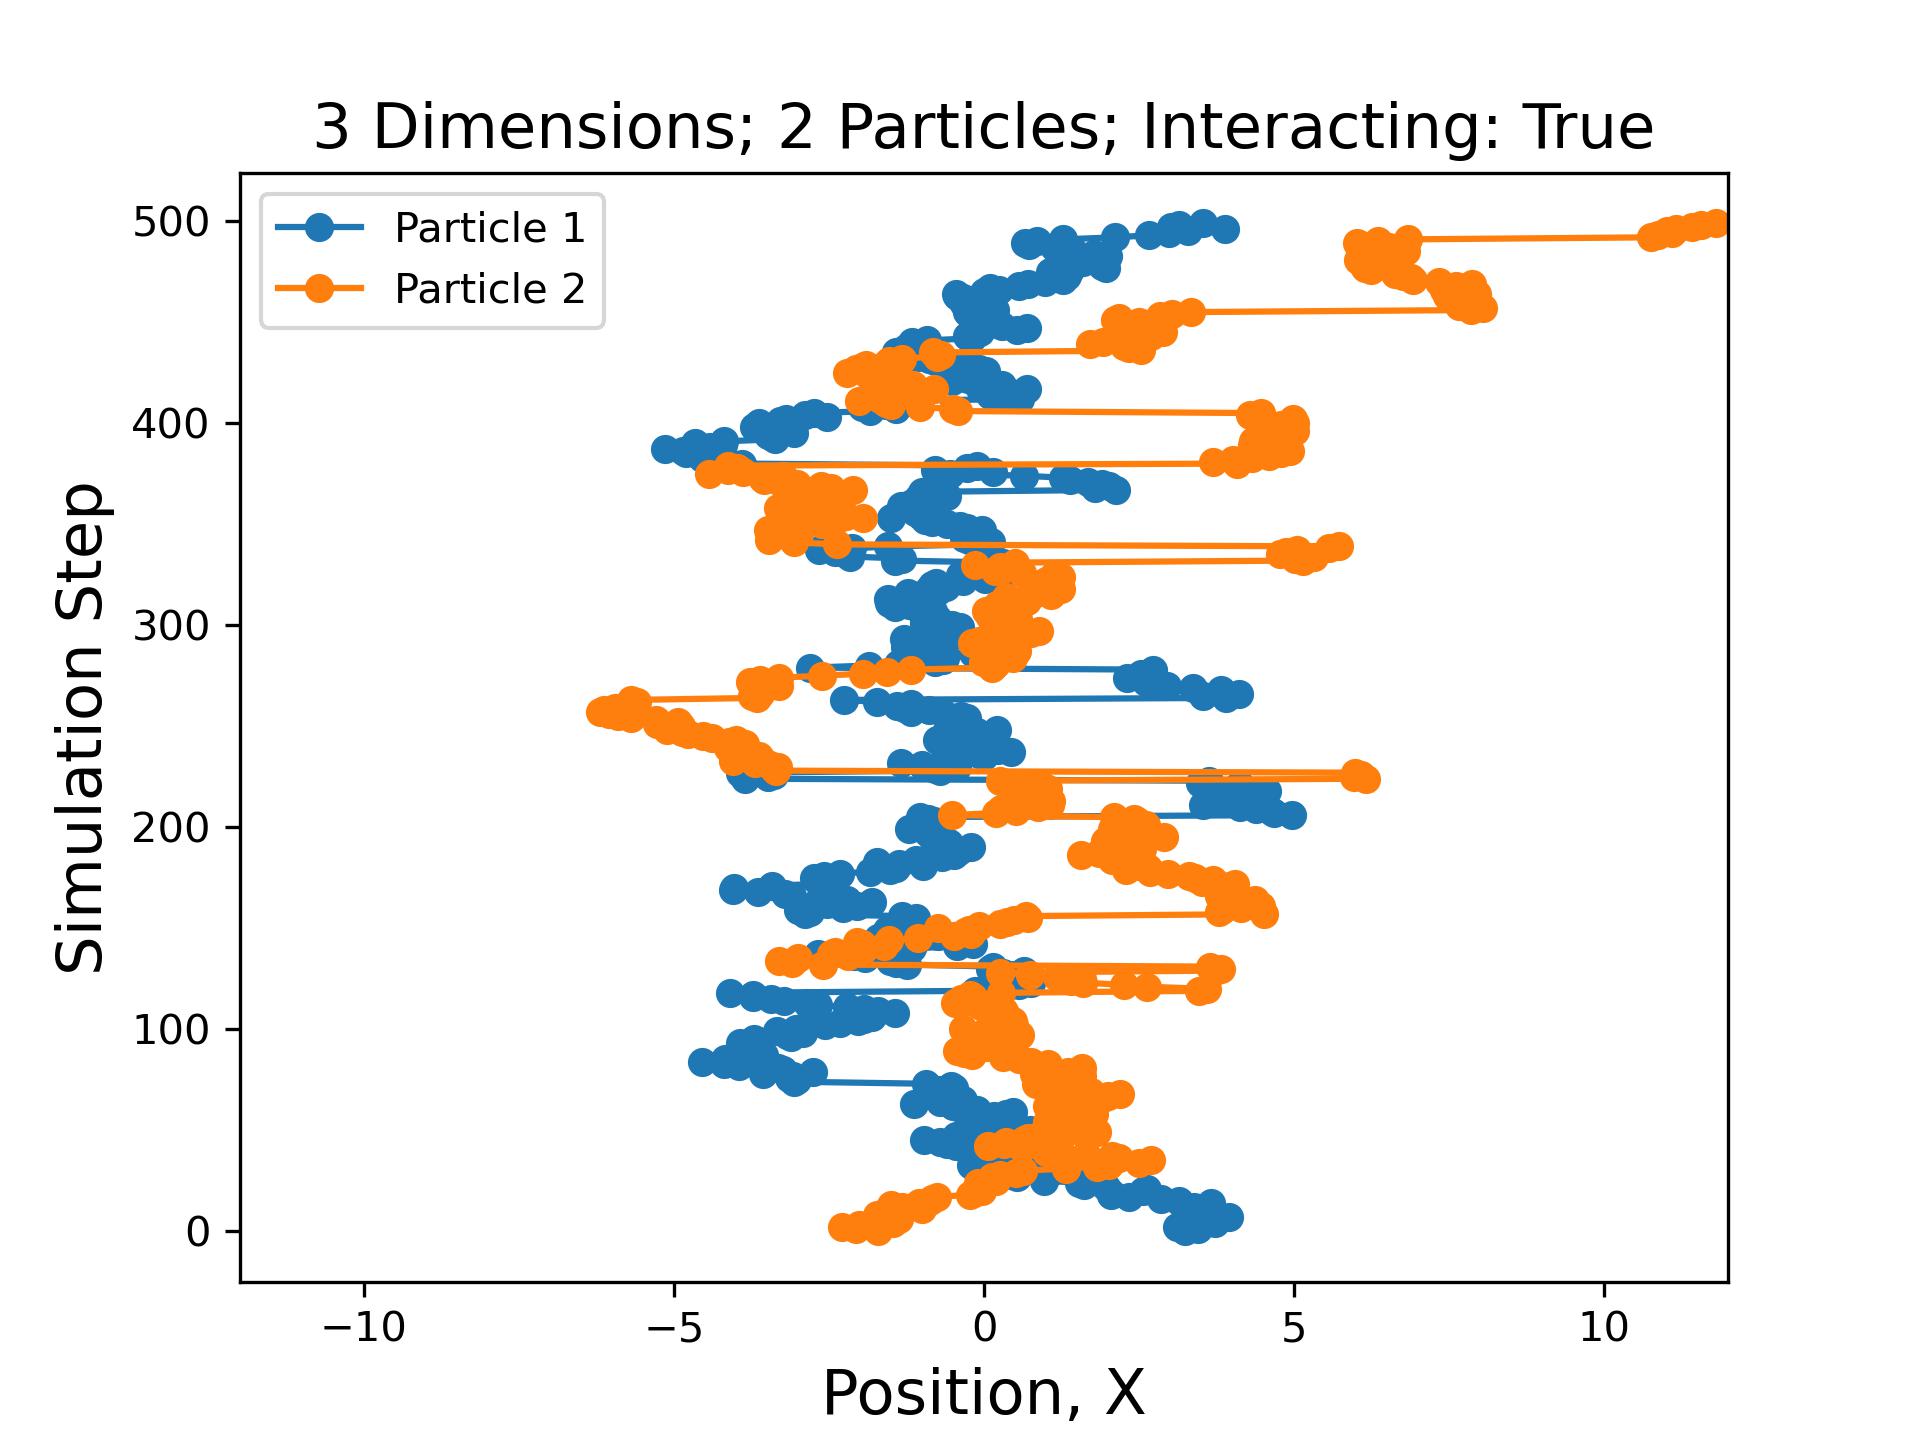 3 Dimensions; 2 Particles; Interacting: True
Particle 1
Particle 2
500
400
300
200
100
0
Simulation Step
−10
−5
0
5
10
Position, X